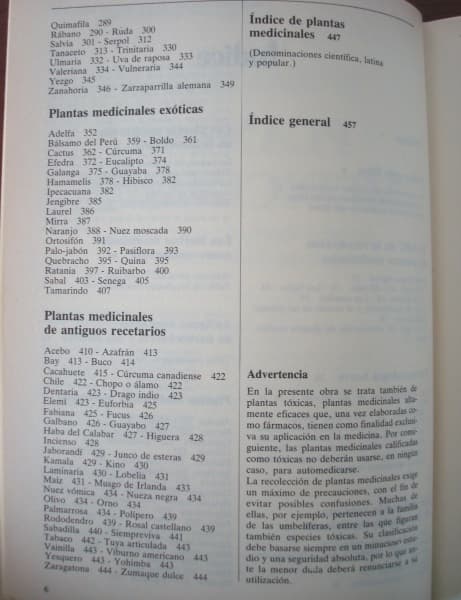 Quimafila 289
Rábano 290 - Ruda 300
Salvia 301 - Serpol 312
Tanaceto 313 - Trinitaria 330
Ulmaria 332 - Uva de raposa 333
Valeriana 334 - Vulneraria 344
Yezgo 345
Zanahoria 346 - Zarzaparrilla alemana 349
Plantas medicinales exóticas
Adelfa 352
Bálsamo del Perú 359 - Boldo 361
Cactus 362 - Cúrcuma 371
Efedra 372 - Eucalipto 374
Galanga 375 - Guayaba 378
Hamamelis 378 - Hibisco 382
Ipecacuana 382
Jengibre 385
Laurel 386
Mirra 387
Naranjo 388 - Nuez moscada 390
Ortosifón 391
Palo-jabón 392 - Pasiflora 393
Quebracho 395 - Quina 395
Ratania 397 - Ruibarbo 400
Sabal 403 - Senega 405
Tamarindo 407
Plantas medicinales
de antiguos recetarios
Acebo 410 - Azafrán 413
Bay 413 - Buco 414
Cacahuete 415 - Cúrcuma canadiense 422
Chile 422 - Chopo o álamo 422
Dentaria 423 - Drago indio 423
Elemí 423 - Euforbia 425
Fabiana 425 - Fucus 426
Galbano 426 - Guayabo 427
Haba del Calabar 427 - Higuera 428
Incienso 428
Jaborandí 429 - Junco de esteras 429
Kamala 429 - Kino 430
Laminaria 430 - Lobelia 431
Maíz 431 - Musgo de Irlanda 433
Nuez vómica 434 - Nueza negra 434
Olivo 434 - Orno 434
Palmarrosa 434 - Polípero 439
Rododendro 439 - Rosal castellano 439
Sabadilla 440 - Siempreviva 441
Tabaco 442 - Tuya articulada 443
Vainilla 443 - Viburno americano 443
Yesquero 443 - Yohimba 443
Zaragatona 444 - Zumaque dulce 444
6
Índice de plantas
medicinales 447
(Denominaciones científica, latina
y popular.)
Índice general 457
Advertencia
En la presente obra se trata también de
plantas tóxicas, plantas medicinales alta-
mente eficaces que, una vez elaboradas co-
mo fármacos, tienen como finalidad exclusi-
va su aplicación en la medicina. Por consi-
guiente, las plantas medicinales calificadas
como tóxicas no deberán usarse, en ningún
caso, para automedicarse.
La recolección de plantas medicinales exige
un máximo de precauciones, con el fin de
evitar posibles confusiones. Muchas de
ellas, por ejemplo, pertenecen a la familia
de las umbelíferas, entre las que figuran
también especies tóxicas. Su clasificación
debe basarse siempre en un minucioso estu-
dio y una seguridad absoluta, por lo que an-
te la menor duda deberá renunciarse a su
utilización.